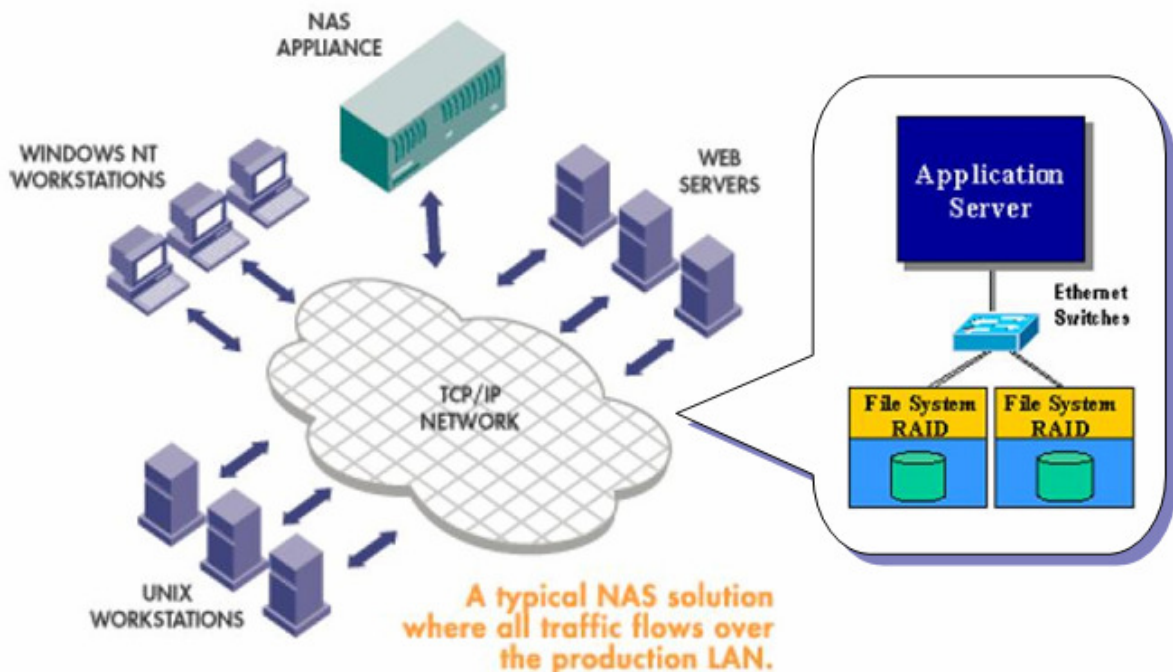 NAS
APPLIANCE
WINDOWS NT
WORKSTATIONS
WEB
SERVERS
TCP/IP
NETWORK
UNIX
WORKSTATIONS
A typical NAS solution
where all traffic flows over
the production LAN.
Application
Server
Ethernet
Switches
File System
RAID
File System
RAID